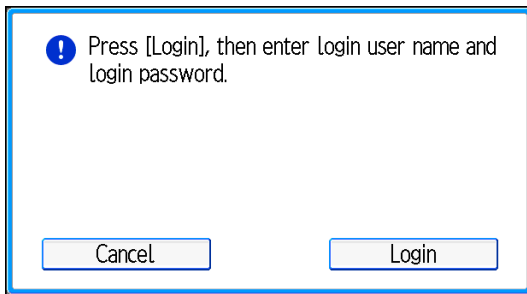 Press [Login], then enter login user name and
login password.
Cancel
Login